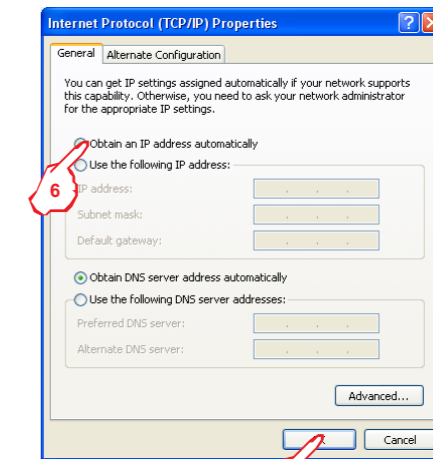 Internet Protocol (TCP/IP) Properties
General
Alternate Configuration
You can get IP settings assigned automatically if your network supports
this capability. Otherwise, you need to ask your network administrator
for the appropriate IP settings.
Obtain an IP address automatically
Use the following IP address:
6
IP address:
Subnet mask:
Default gateway:
Obtain DNS server address automatically
Use the following DNS server addresses:
Preferred DNS server:
Alternate DNS server:
Advanced...
Cancel